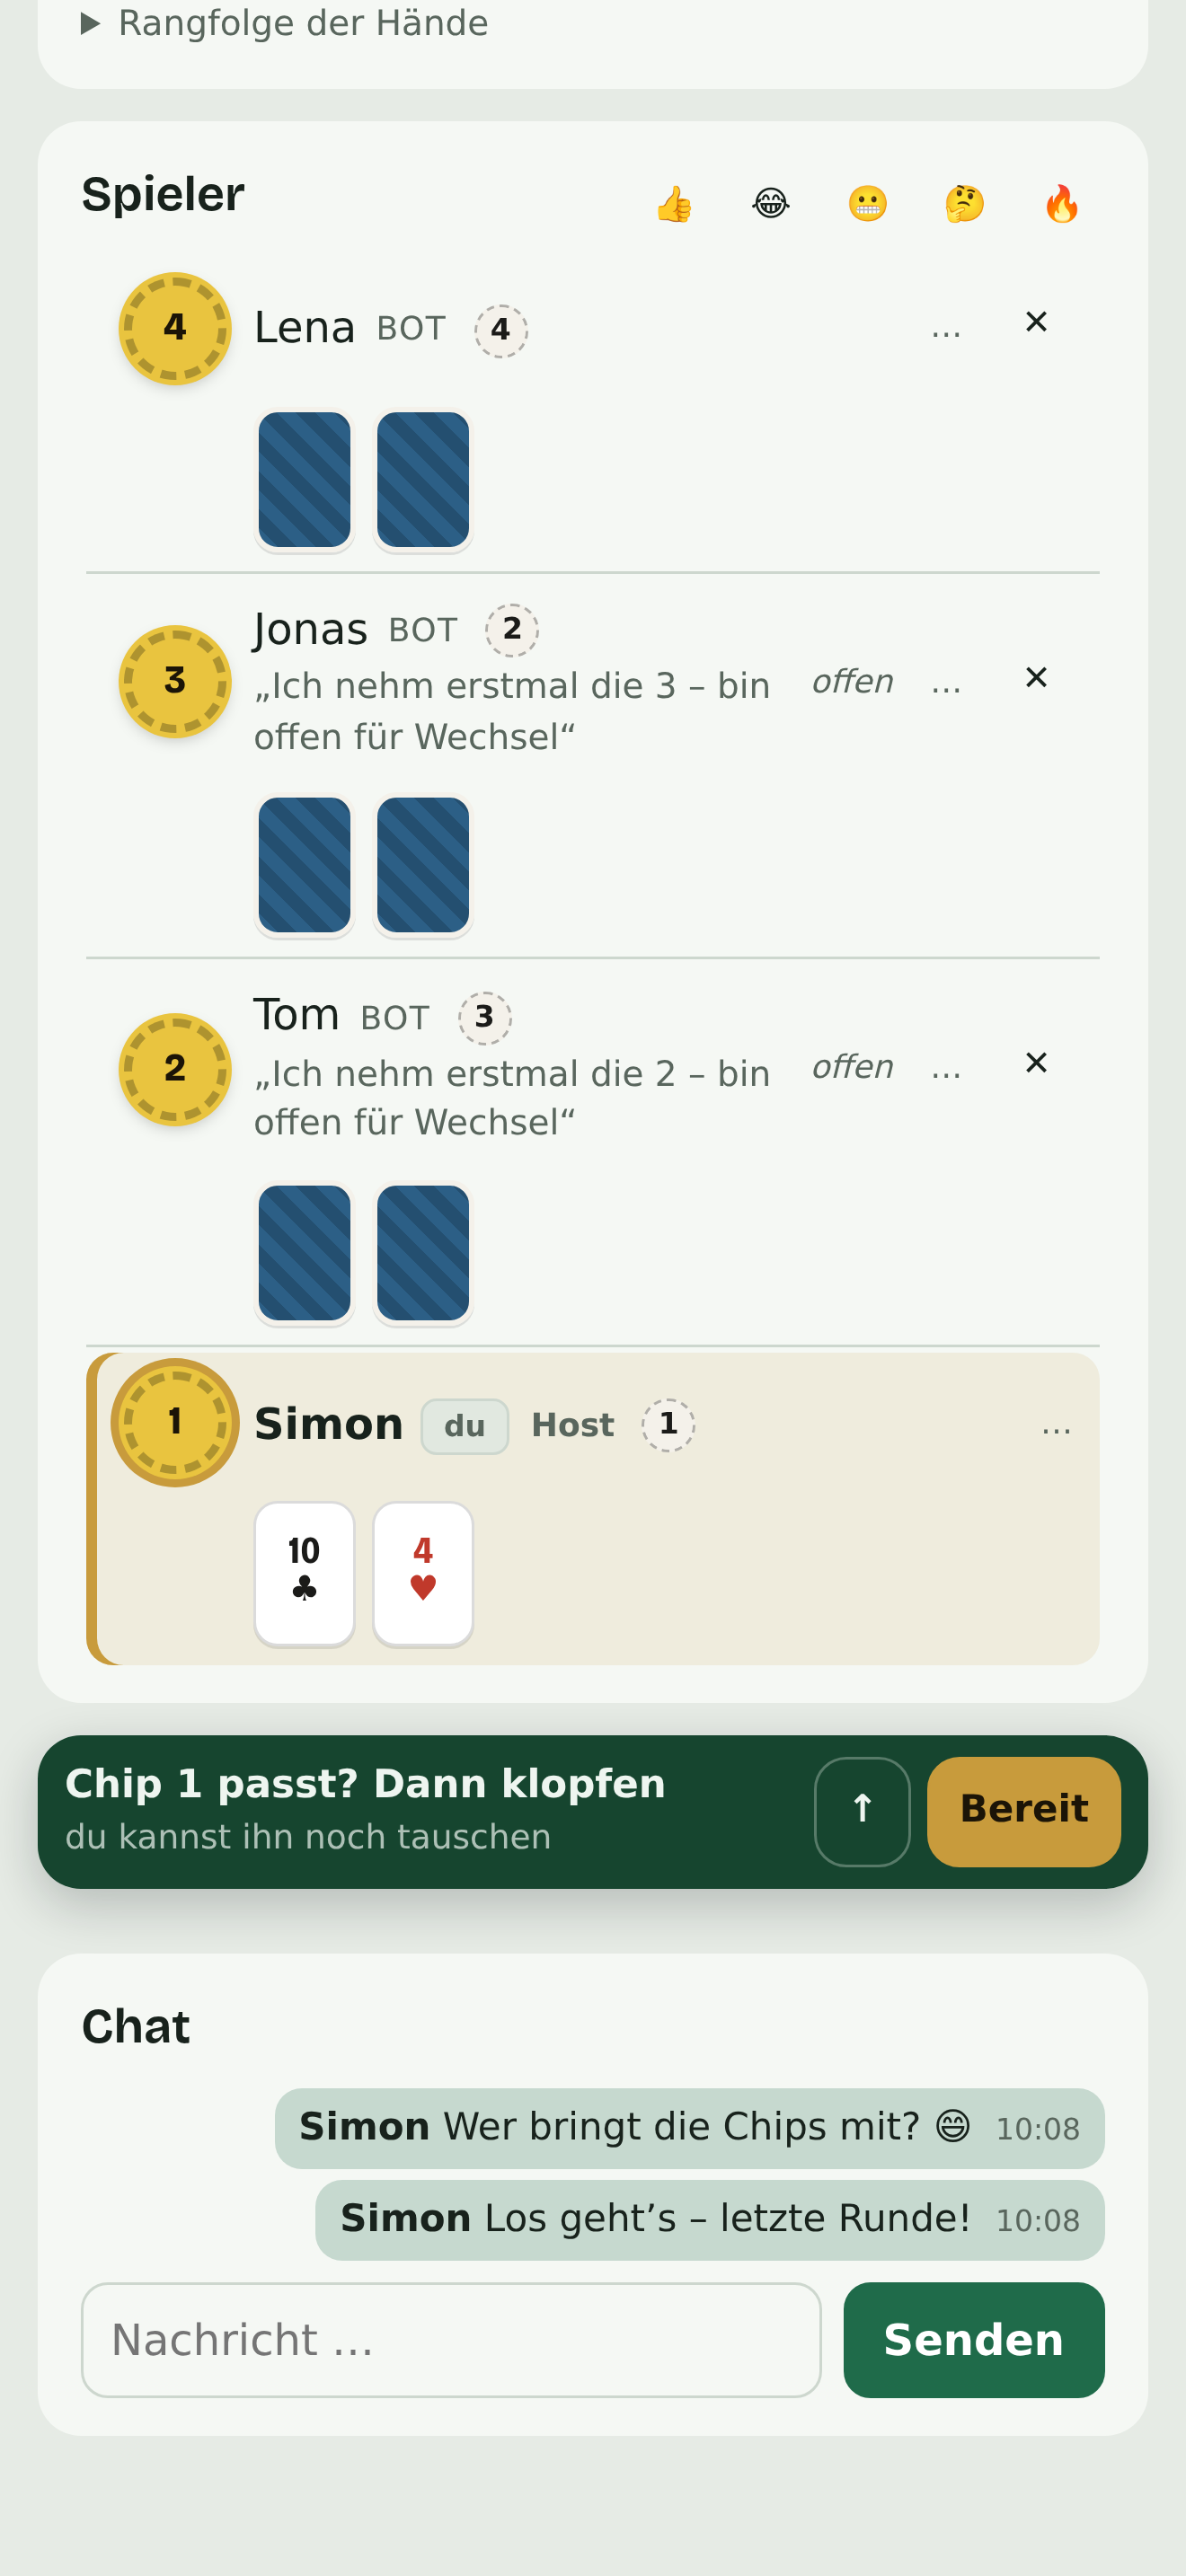 ▶ Rangfolge der Hände
Spieler 👍 😂 😬 🤔 🔥
4 Lena BOT 4 … ✕
Jonas BOT 2
3 „Ich nehm erstmal die 3 – bin offen … ✕
offen für Wechsel“
Tom BOT 3
2 „Ich nehm erstmal die 2 – bin offen … ✕
offen für Wechsel“
1 Simon du Host 1 …
10 4
♣ ♥
Chip 1 passt? Dann klopfen
du kannst ihn noch tauschen
↑ Bereit
Chat
Simon Wer bringt die Chips mit? 😄 10:08
Simon Los geht’s – letzte Runde! 10:08
Nachricht … Senden